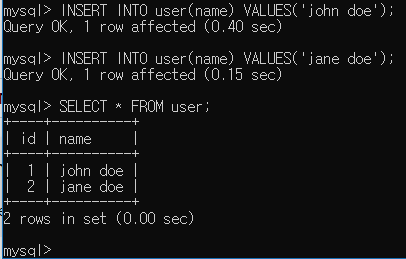 mysql> INSERT INTO user(name) VALUES('john doe');
Query OK, 1 row affected (0.40 sec)
mysql> INSERT INTO user(name) VALUES('jane doe');
Query OK, 1 row affected (0.15 sec)
mysql> SELECT * FROM user;
+----+----------+
| id | name     |
+----+----------+
|  1 | john doe |
|  2 | jane doe |
+----+----------+
2 rows in set (0.00 sec)
mysql>